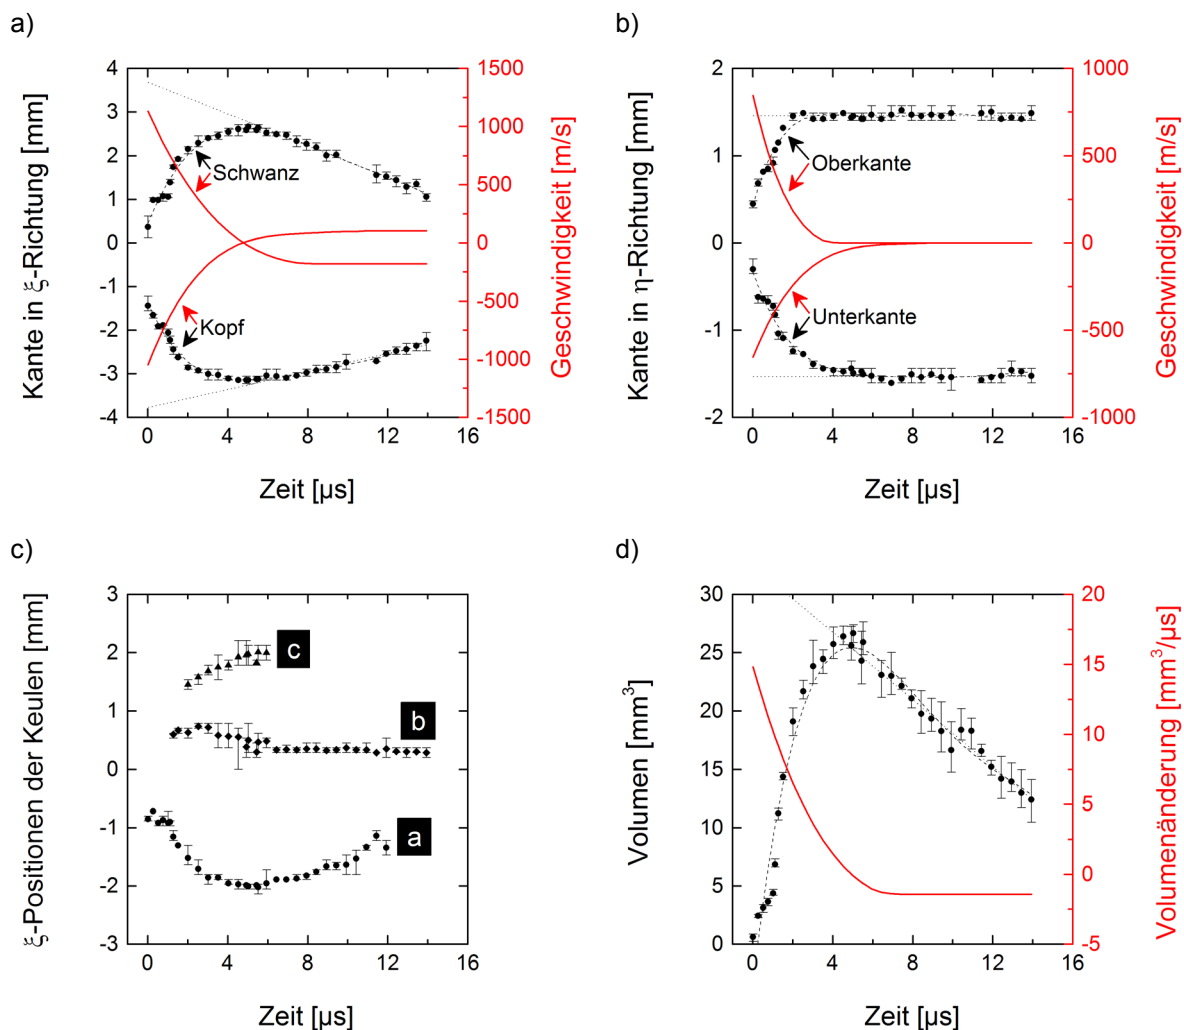 a)
Kante in ξ-Richtung [mm]
4
3
2
1
0
-1
-2
-3
-4
1500
1000
500
0
-500
-1000
-1500
Geschwindigkeit [m/s]
Schwanz
Kopf
0 4 8 12 16
Zeit [µs]
b)
Kante in η-Richtung [mm]
2
1
0
-1
-2
1000
500
0
-500
-1000
Geschwindigkeit [m/s]
Oberkante
Unterkante
0 4 8 12 16
Zeit [µs]
c)
ξ-Positionen der Keulen [mm]
3
2
1
0
-1
-2
-3
c
b
a
0 4 8 12 16
Zeit [µs]
d)
Volumen [mm³]
30
25
20
15
10
5
0
20
15
10
5
0
-5
Volumenänderung [mm³/µs]
0 4 8 12 16
Zeit [µs]